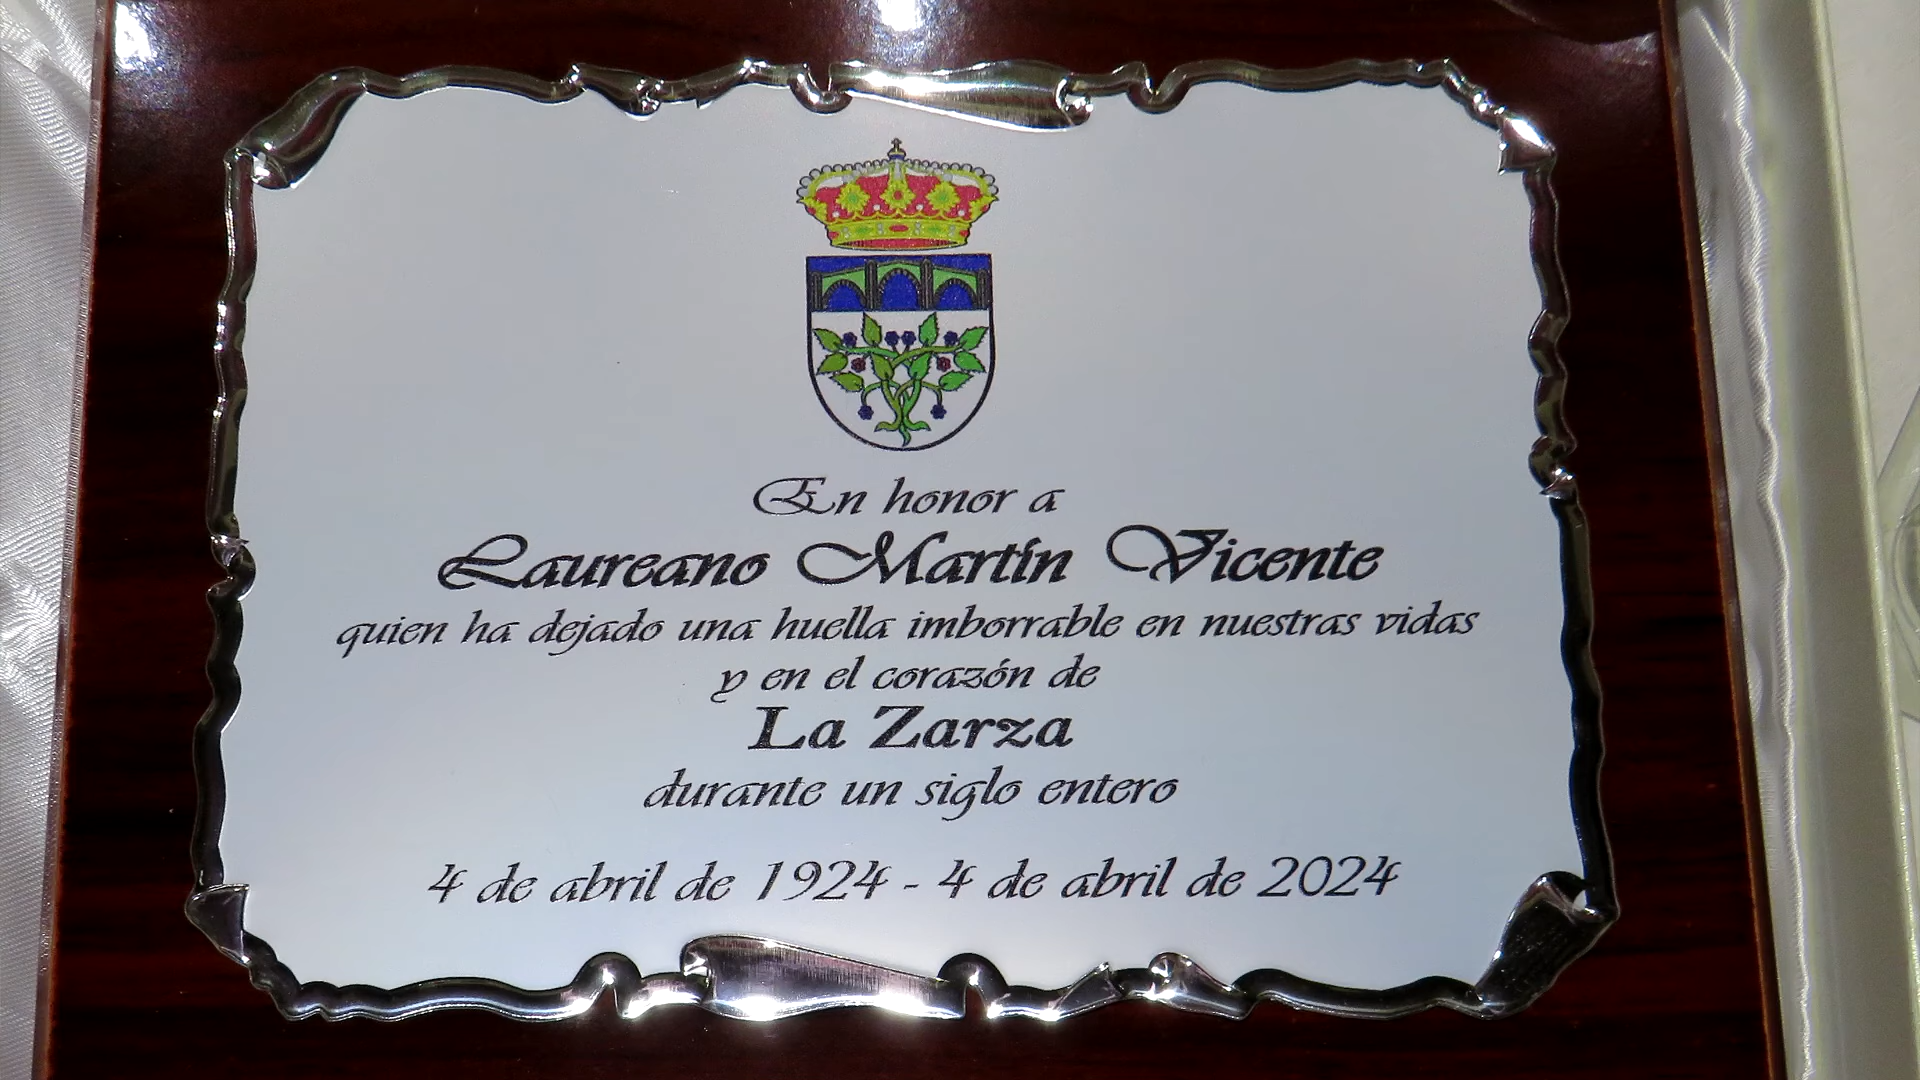 En honor a
Laureano Martín Vicente
quien ha dejado una huella imborrable en nuestras vidas
y en el corazón de
La Zarza
durante un siglo entero
4 de abril de 1924 - 4 de abril de 2024